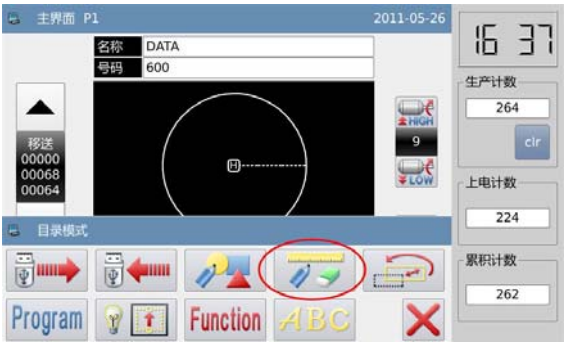 主界面 P1
2011-05-26
名称 DATA
号码 600
移送
00000
00068
00064
H
HIGH
9
LOW
16 37
生产计数
264
clr
上电计数
224
累积计数
262
目录模式
Program
Function
ABC